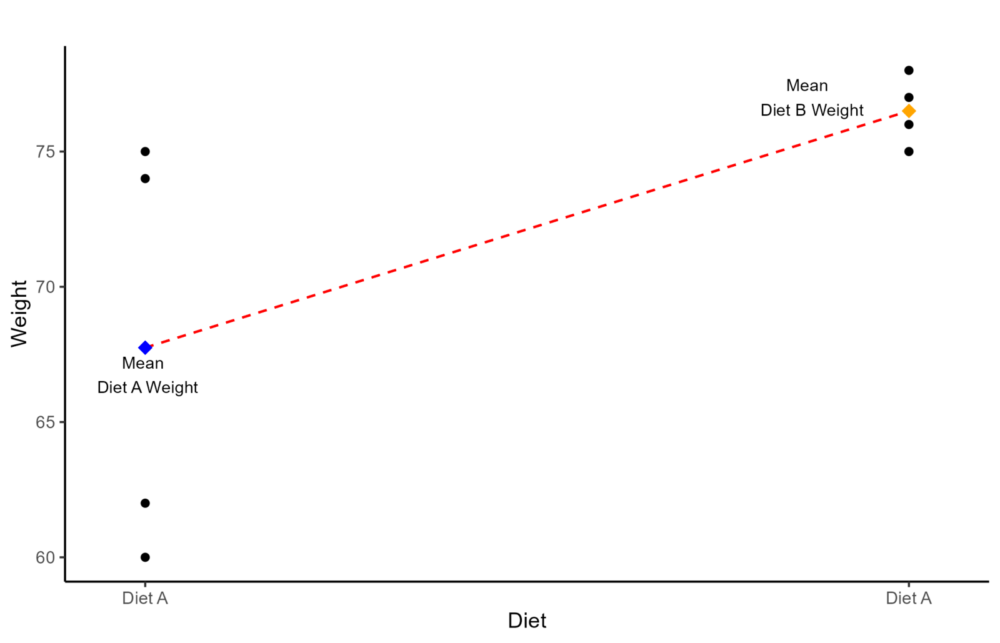 Mean
Diet B Weight
75
70
Weight
Mean
Diet A Weight
65
60
Diet A
Diet A
Diet